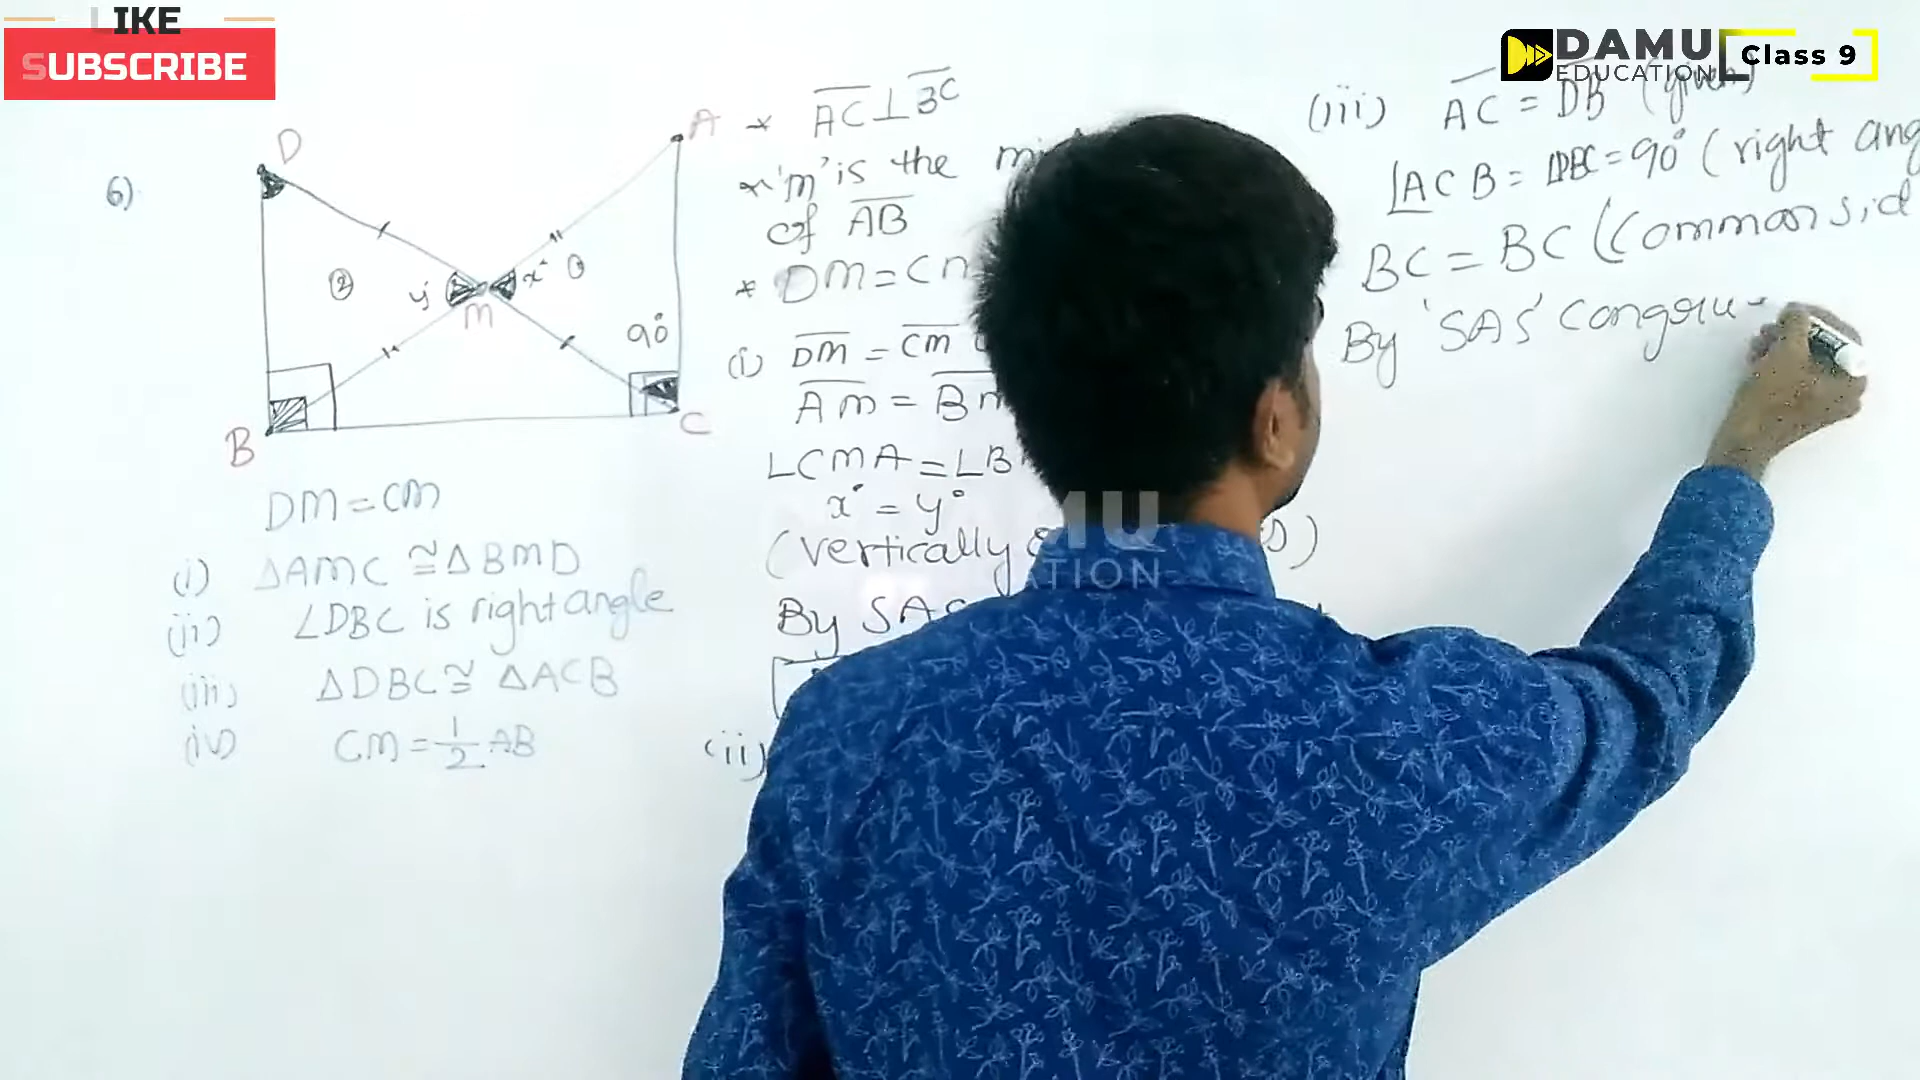 LIKE
SUBSCRIBE
DAMU
EDUCATION
Class 9
6)
D
A
② y° x° ①
M
90°
B
C
DM=CM
(i) ΔAMC ≅ ΔBMD
(ii) ∠DBC is right angle
(iii) ΔDBC ≅ ΔACB
(iv) CM = 1/2 AB
* AC ⊥ BC
* 'm' is the
of AB
* DM = CM
(i) DM = CM
AM = BM
∠CMA = ∠B
x° = y°
(vertically
By SAS
(ii)
(iii) AC = DB (given)
∠ACB = ∠DBC = 90° (right ang
BC = BC (Common sid
By 'SAS' congru